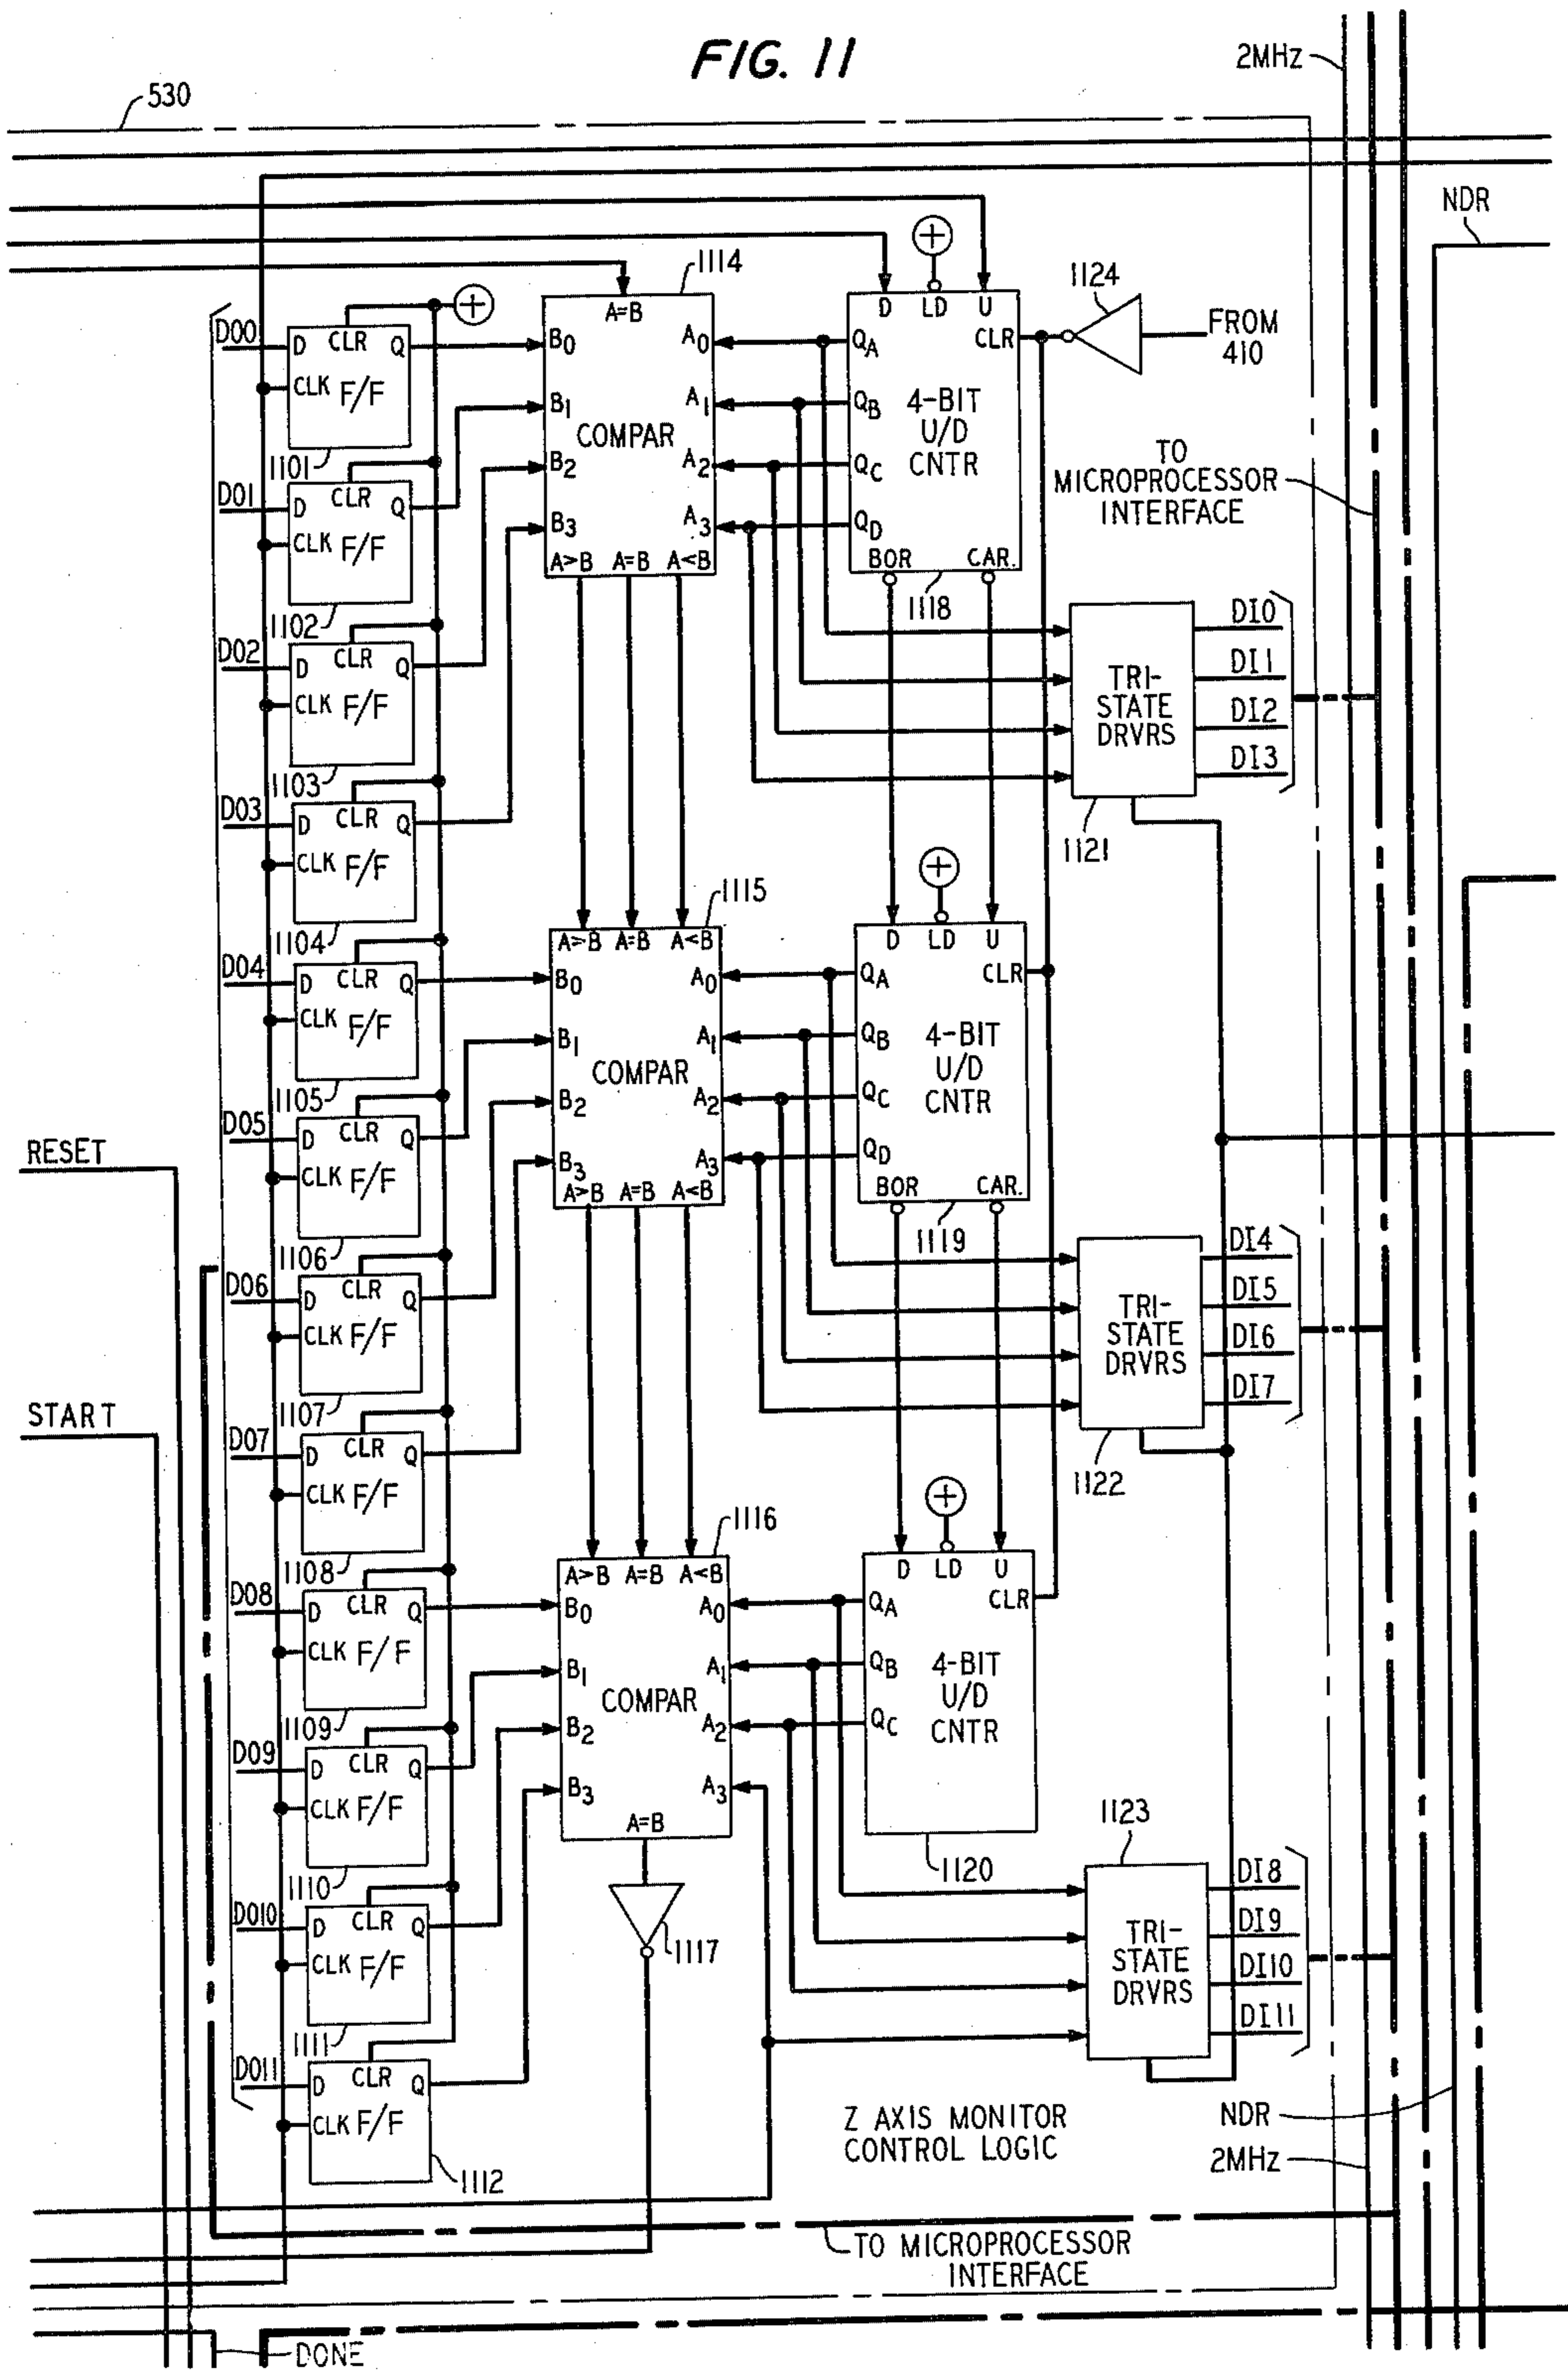 FIG. 11
530
2MHz
NDR
1114
1124
FROM
410
A=B
D LD U
D00
D CLR Q
CLK F/F
1101
B0
B1
B2
B3
COMPAR
A0
A1
A2
A3
A>B A=B A<B
QA
QB
QC
QD
CLR
4-BIT
U/D
CNTR
BOR CAR.
1118
TO
MICROPROCESSOR
INTERFACE
D01
D CLR Q
CLK F/F
1102
D02
D CLR Q
CLK F/F
1103
TRI-
STATE
DRVRS
DI0
DI1
DI2
DI3
1121
D03
D CLR Q
CLK F/F
1104
1115
A>B A=B A<B
D LD U
D04
D CLR Q
CLK F/F
1105
B0
B1
B2
B3
COMPAR
A0
A1
A2
A3
A>B A=B A<B
QA
QB
QC
QD
CLR
4-BIT
U/D
CNTR
BOR CAR.
1119
D05
D CLR Q
CLK F/F
1106
RESET
D06
D CLR Q
CLK F/F
1107
TRI-
STATE
DRVRS
DI4
DI5
DI6
DI7
1122
START
D07
D CLR Q
CLK F/F
1108
1116
A>B A=B A<B
D LD U
D08
D CLR Q
CLK F/F
1109
B0
B1
B2
B3
COMPAR
A0
A1
A2
A3
A=B
QA
QB
QC
CLR
4-BIT
U/D
CNTR
1120
D09
D CLR Q
CLK F/F
1110
1123
TRI-
STATE
DRVRS
DI8
DI9
DI10
DI11
D010
D CLR Q
CLK F/F
1111
1117
D011
D CLR Q
CLK F/F
1112
Z AXIS MONITOR
CONTROL LOGIC
NDR
2MHz
TO MICROPROCESSOR
INTERFACE
DONE